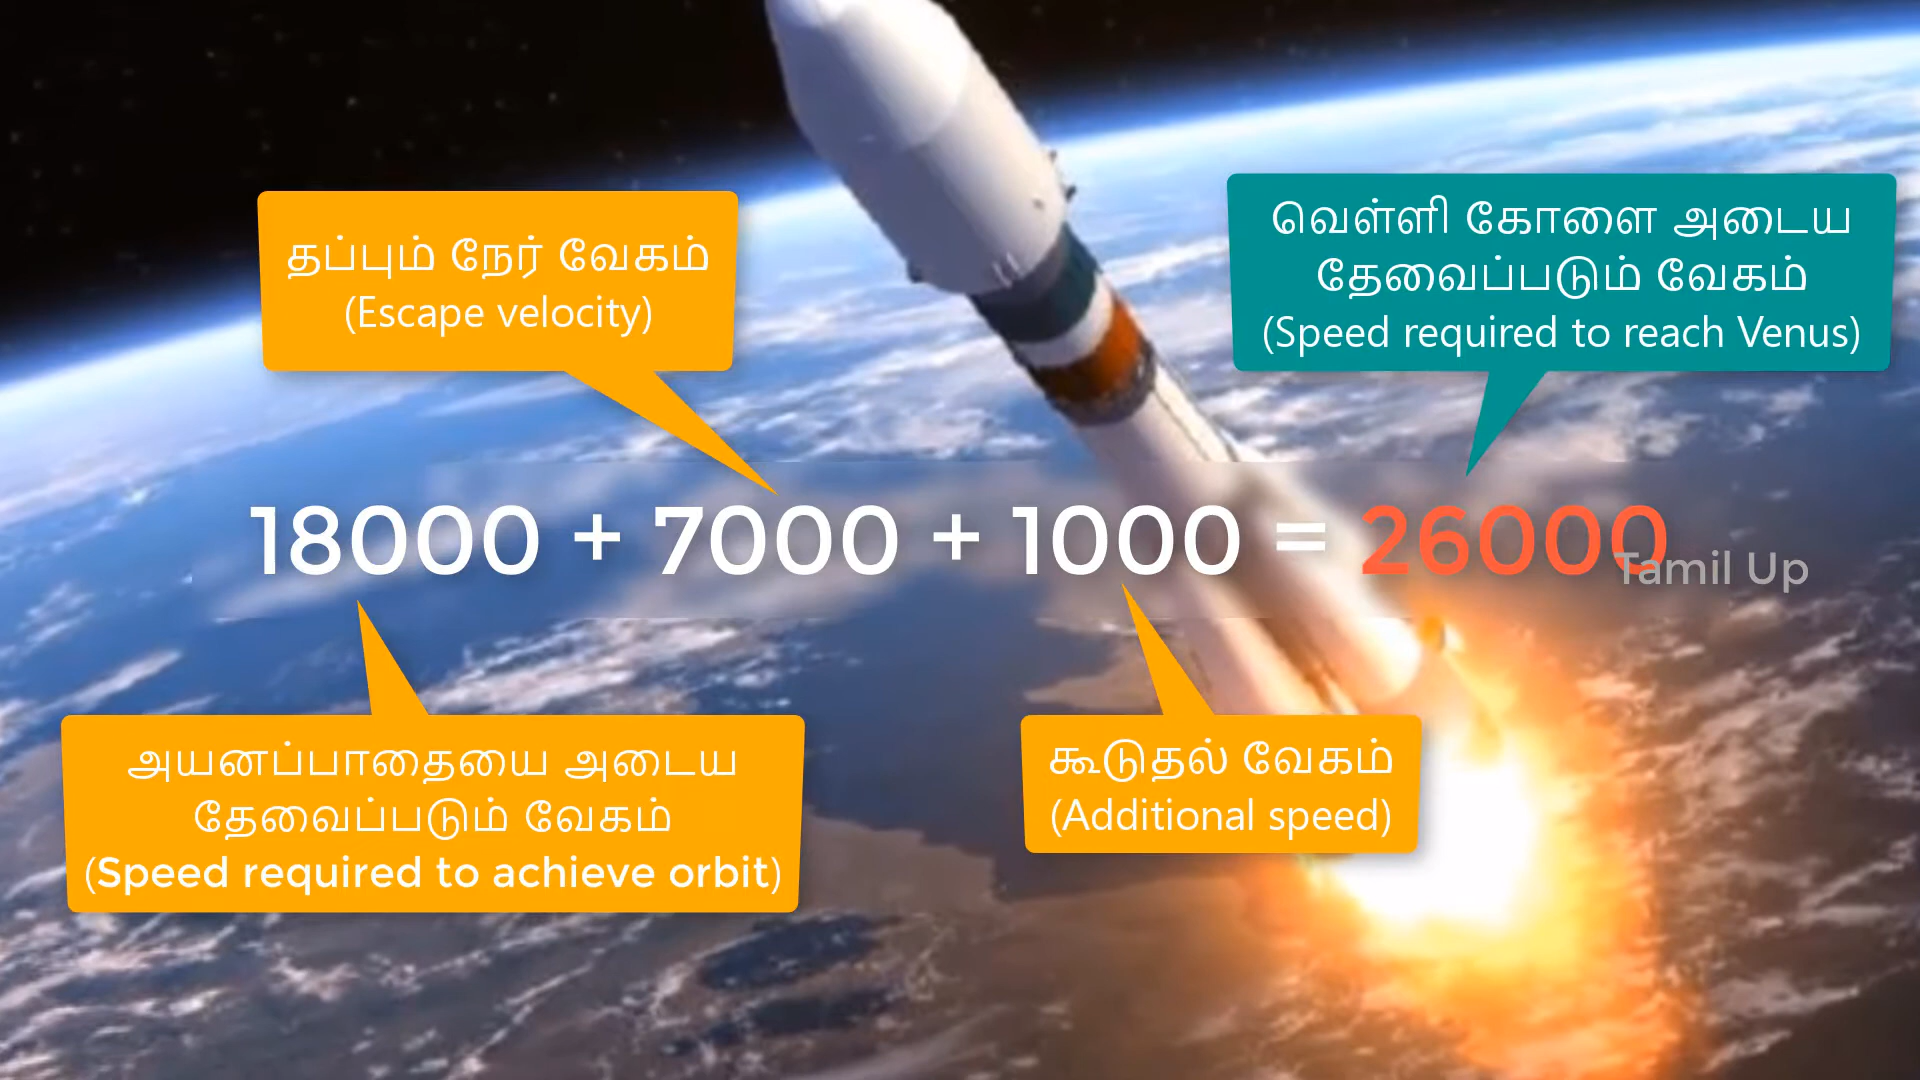 தப்பும் நேர் வேகம்
(Escape velocity)
வெள்ளி கோளை அடைய
தேவைப்படும் வேகம்
(Speed required to reach Venus)
18000 + 7000 + 1000 = 26000
Tamil Up
அயனப்பாதையை அடைய
தேவைப்படும் வேகம்
(Speed required to achieve orbit)
கூடுதல் வேகம்
(Additional speed)